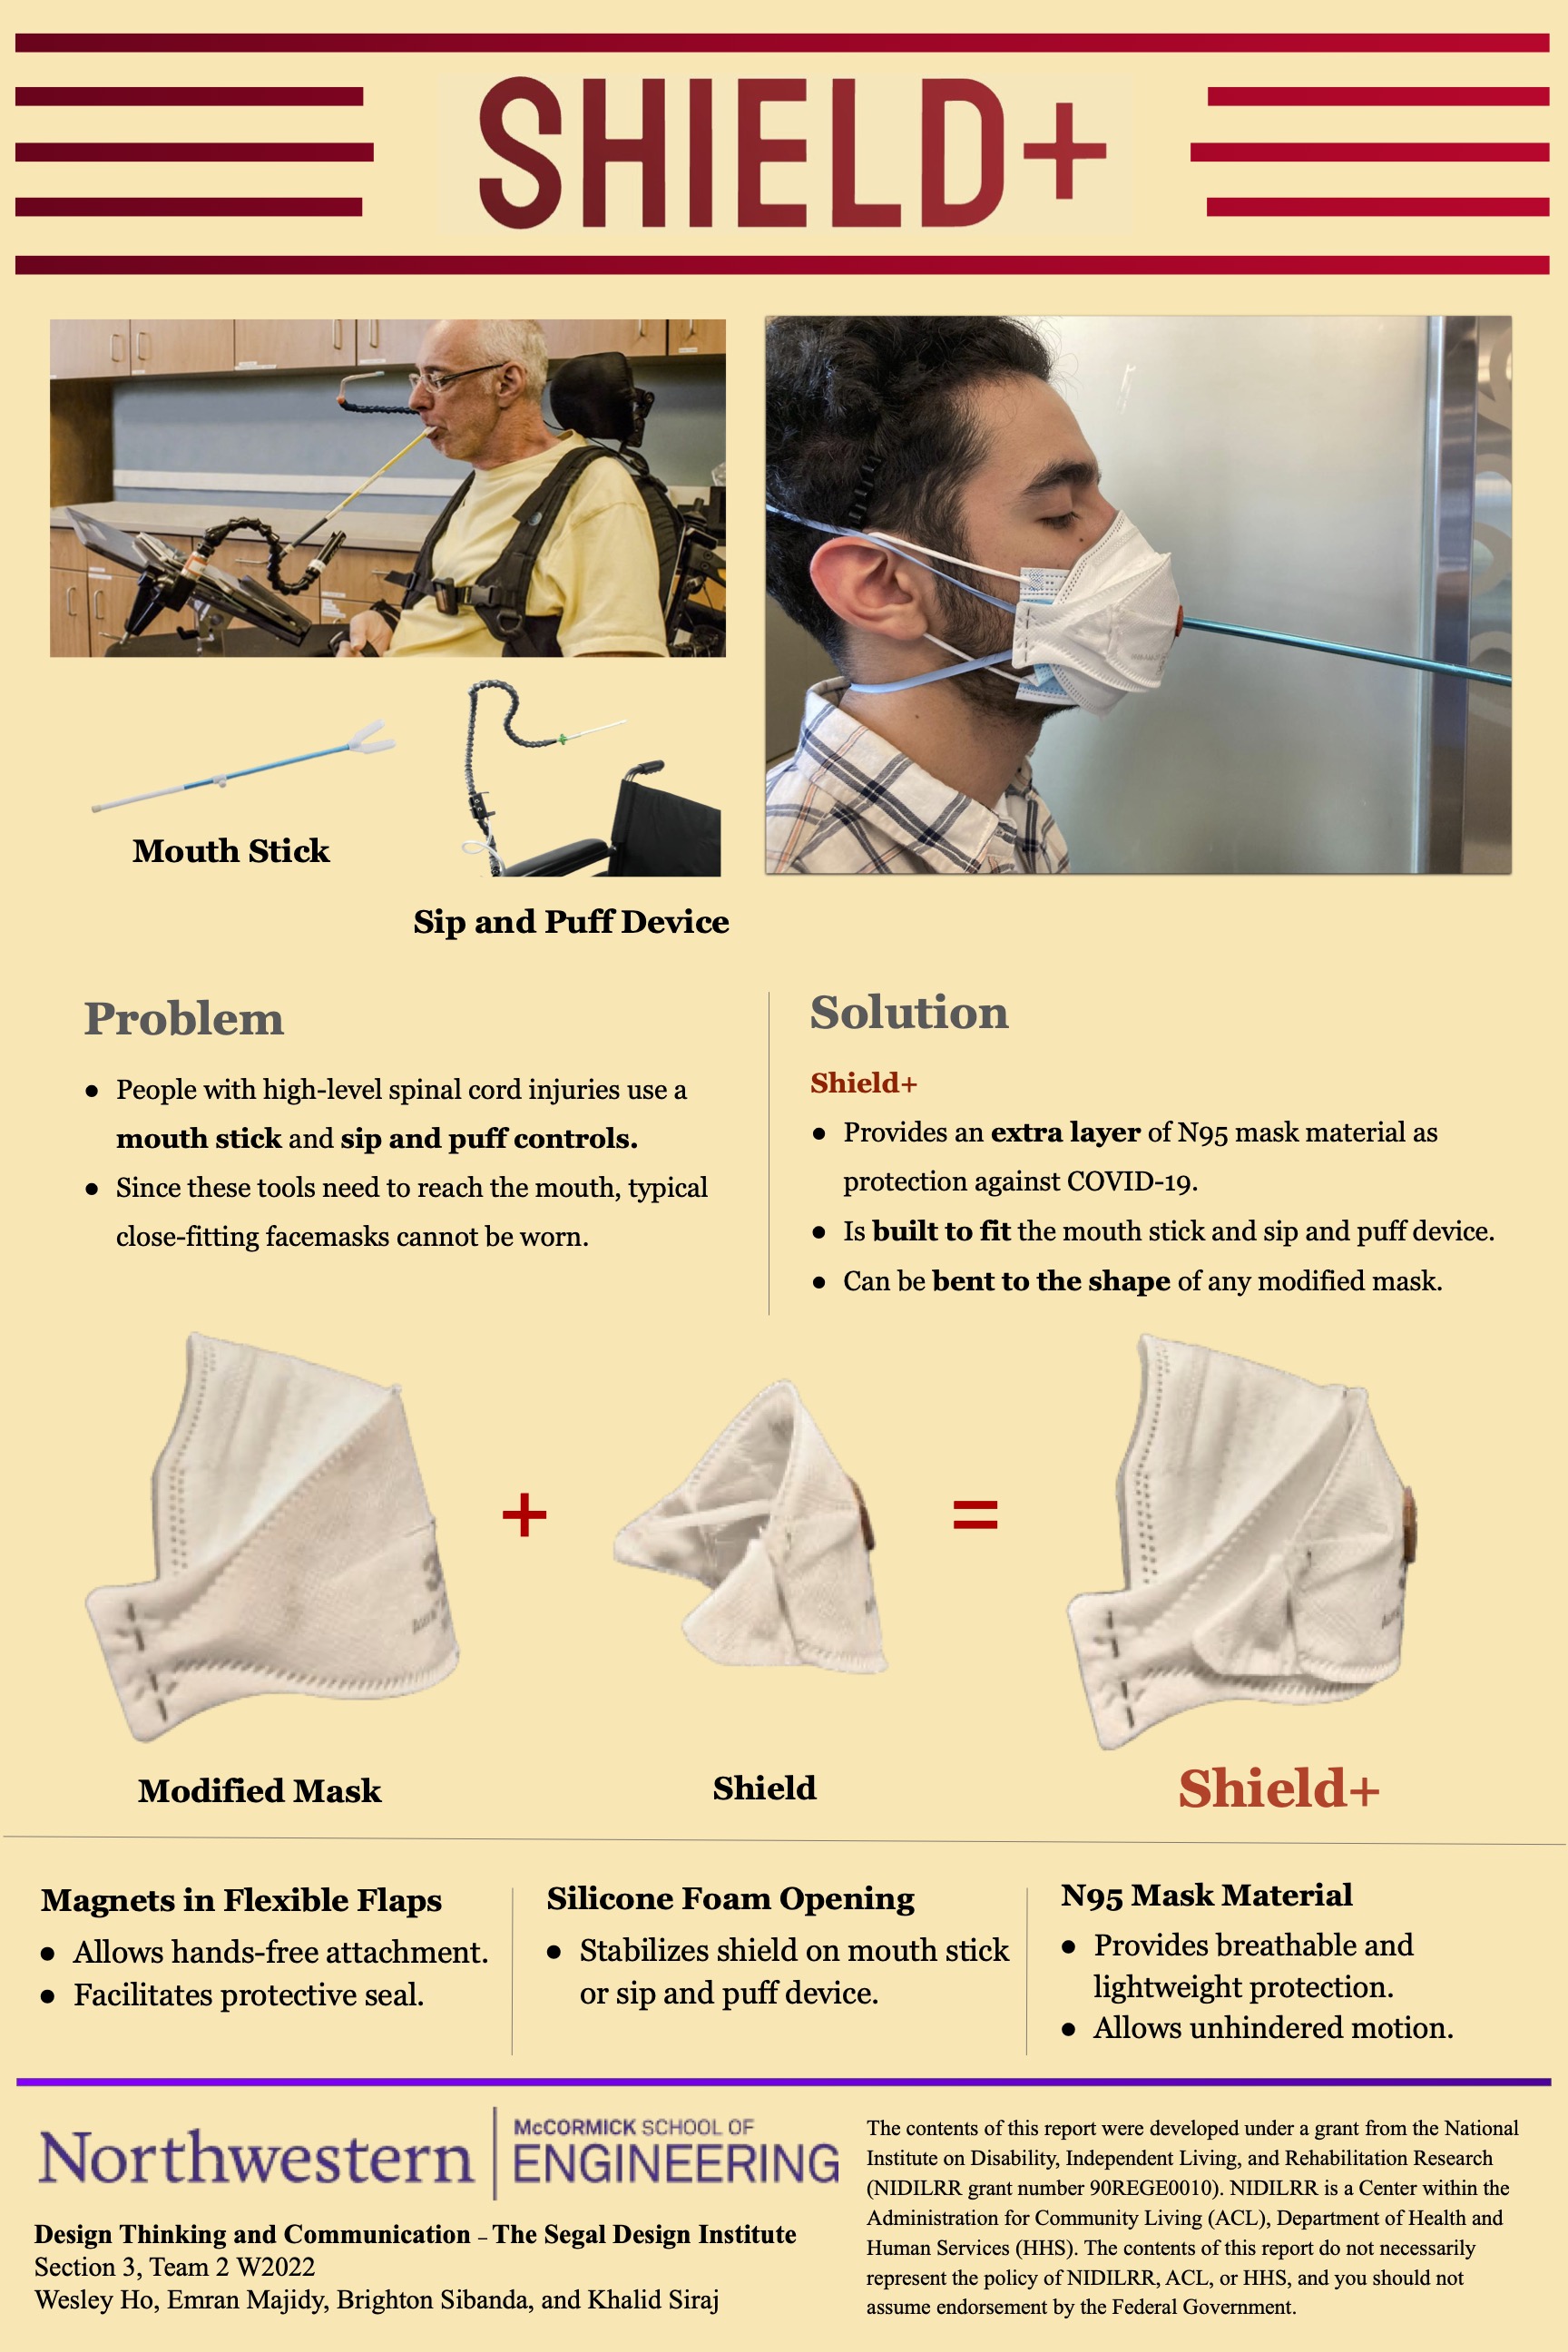 SHIELD+
Mouth Stick
Sip and Puff Device
Problem
● People with high-level spinal cord injuries use a
mouth stick and sip and puff controls.
● Since these tools need to reach the mouth, typical
close-fitting facemasks cannot be worn.
Solution
Shield+
● Provides an extra layer of N95 mask material as
protection against COVID-19.
● Is built to fit the mouth stick and sip and puff device.
● Can be bent to the shape of any modified mask.
+
=
Modified Mask
Shield
Shield+
Magnets in Flexible Flaps
● Allows hands-free attachment.
● Facilitates protective seal.
Silicone Foam Opening
● Stabilizes shield on mouth stick
or sip and puff device.
N95 Mask Material
● Provides breathable and
lightweight protection.
● Allows unhindered motion.
Northwestern
McCORMICK SCHOOL OF
ENGINEERING
Design Thinking and Communication – The Segal Design Institute
Section 3, Team 2 W2022
Wesley Ho, Emran Majidy, Brighton Sibanda, and Khalid Siraj
The contents of this report were developed under a grant from the National
Institute on Disability, Independent Living, and Rehabilitation Research
(NIDILRR grant number 90REGE0010). NIDILRR is a Center within the
Administration for Community Living (ACL), Department of Health and
Human Services (HHS). The contents of this report do not necessarily
represent the policy of NIDILRR, ACL, or HHS, and you should not
assume endorsement by the Federal Government.